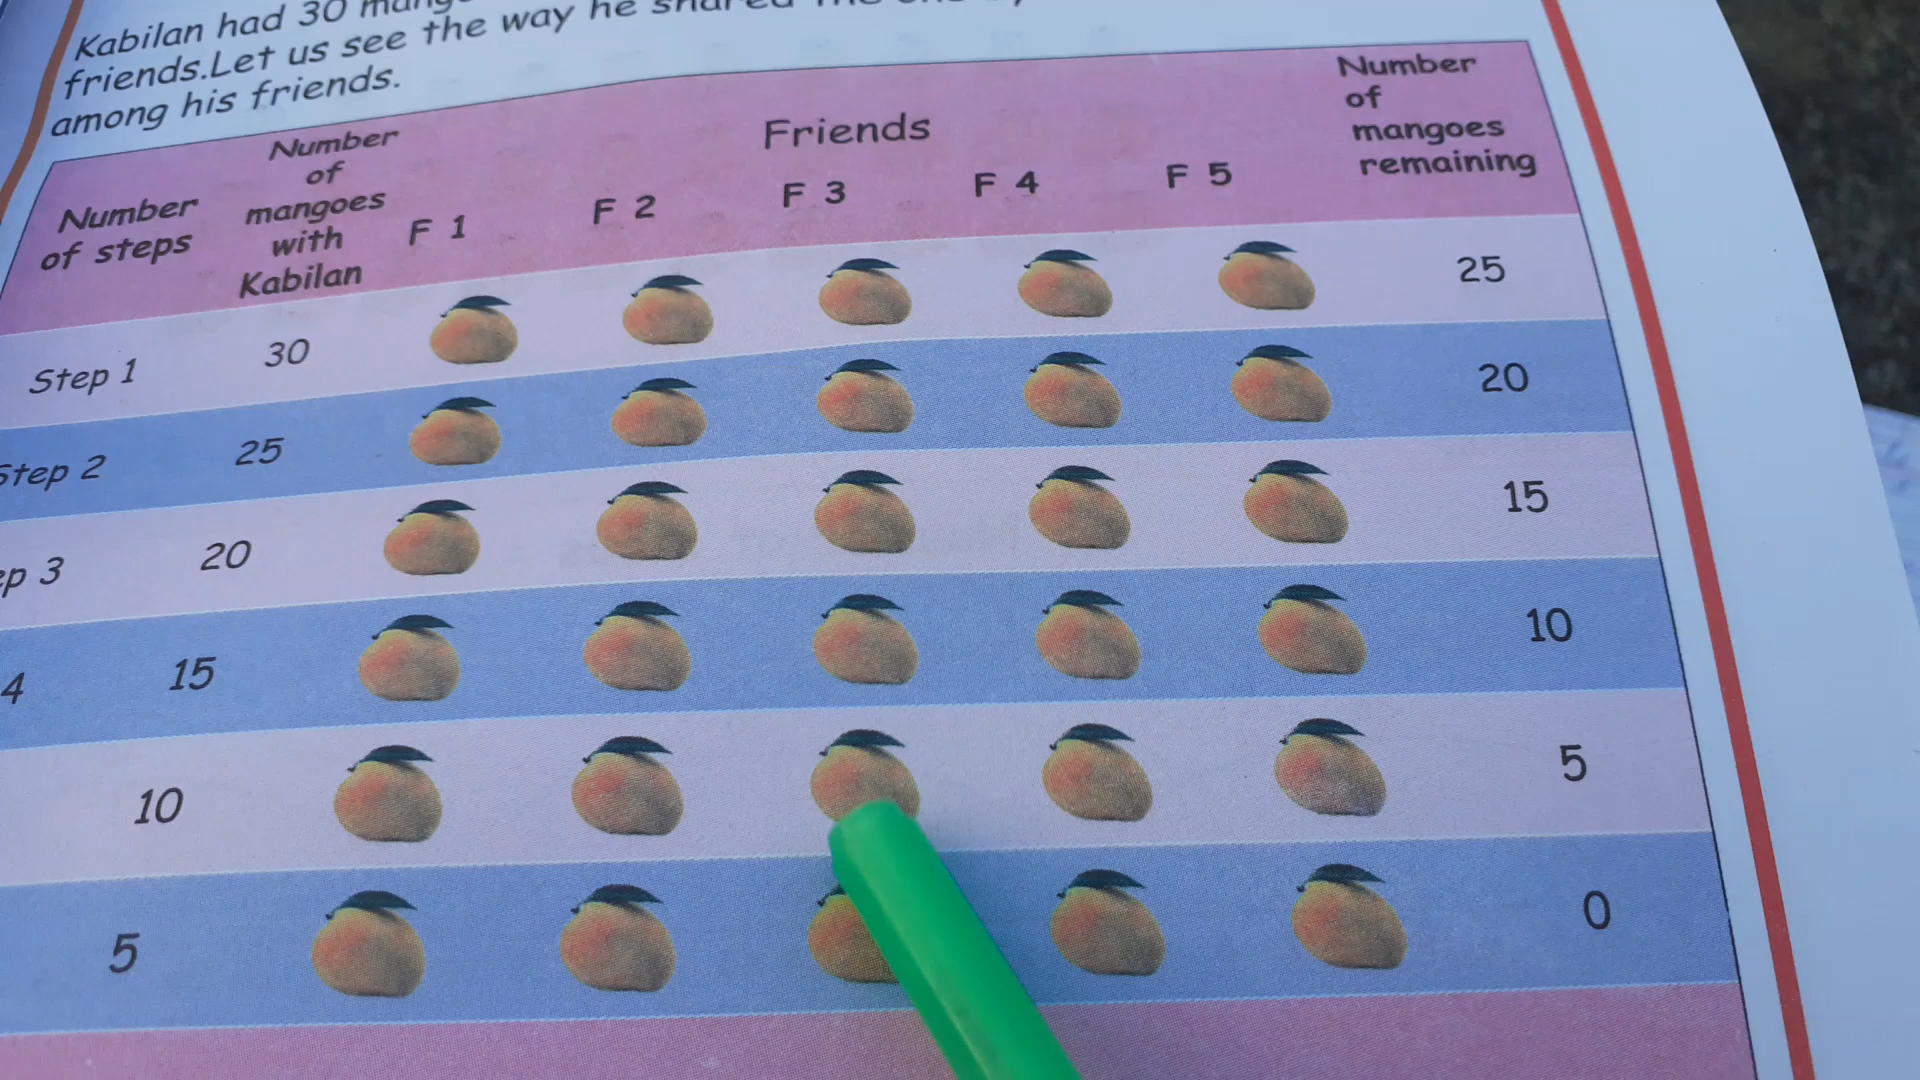 Kabilan had 30
friends.Let us see the way he shared
among his friends.
Number of steps
Number of mangoes with Kabilan
Friends
F 1 F 2 F 3 F 4 F 5
Number of mangoes remaining
Step 1 30 25
Step 2 25 20
ep 3 20 15
4 15 10
10 5
5 0